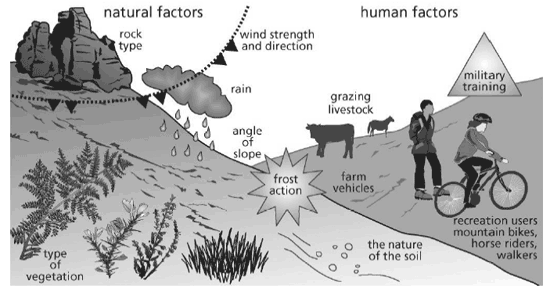 natural factors
human factors
rock
type
wind strength
and direction
rain
military
training
grazing
livestock
angle
of slope
frost
action
farm
vehicles
recreation users
mountain bikes,
horse riders,
walkers
the nature
of the soil
type
of
vegetation